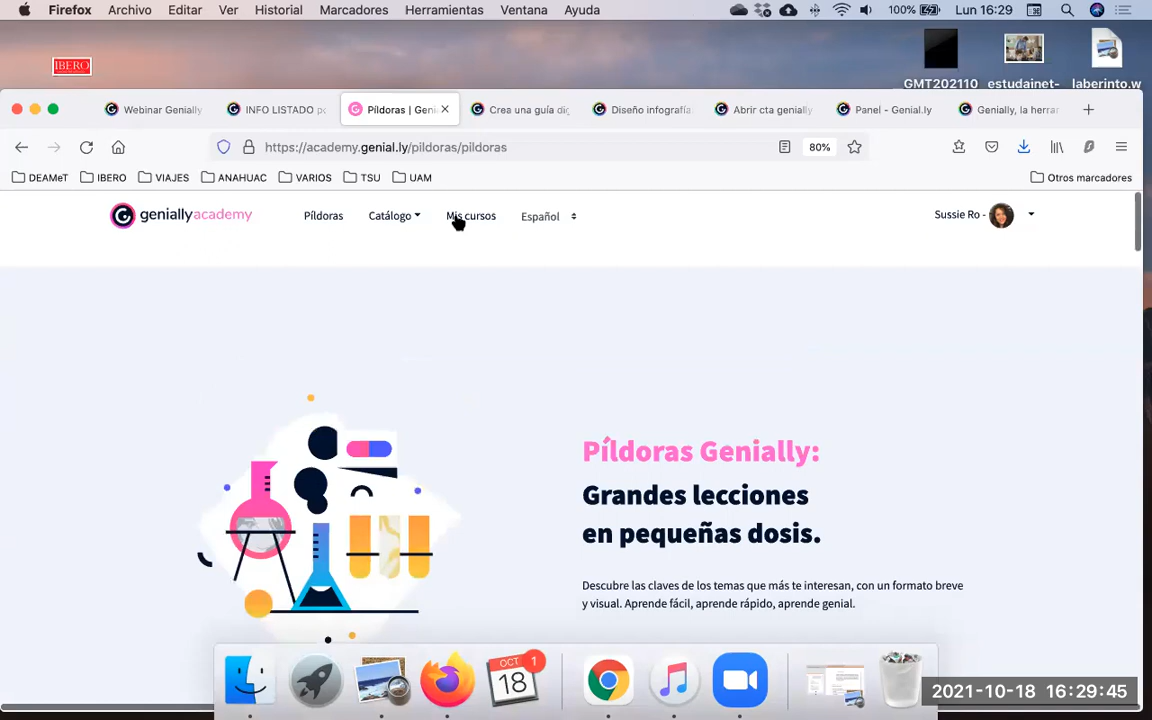 Firefox Archivo Editar Ver Historial Marcadores Herramientas Ventana Ayuda 100% Lun 16:29
IBERO
GMT202110 estudainet- laberinto.w
Webinar Genially INFO LISTADO po Píldoras | Geni Crea una guía dig Diseño infografía Abrir cta genially Panel - Genial.ly Genially, la herrar
https://academy.genial.ly/pildoras/pildoras 80%
DEAMeT IBERO VIAJES ANAHUAC VARIOS TSU UAM Otros marcadores
geniallyacademy Píldoras Catálogo Mis cursos Español Sussie Ro -
Píldoras Genially:
Grandes lecciones
en pequeñas dosis.
Descubre las claves de los temas que más te interesan, con un formato breve
y visual. Aprende fácil, aprende rápido, aprende genial.
OCT 1
18
2021-10-18 16:29:45